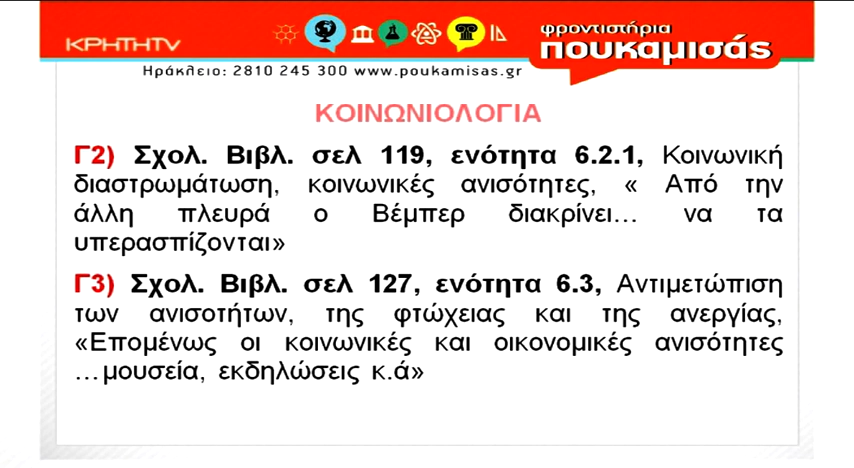 ΚΡΗΤΗTV
φροντιστήρια
πουκαμισάς
Ηράκλειο: 2810 245 300 www.poukamisas.gr
ΚΟΙΝΩΝΙΟΛΟΓΙΑ
Γ2) Σχολ. Βιβλ. σελ 119, ενότητα 6.2.1, Κοινωνική
διαστρωμάτωση, κοινωνικές ανισότητες, « Από την
άλλη πλευρά ο Βέμπερ διακρίνει... να τα
υπερασπίζονται»
Γ3) Σχολ. Βιβλ. σελ 127, ενότητα 6.3, Αντιμετώπιση
των ανισοτήτων, της φτώχειας και της ανεργίας,
«Επομένως οι κοινωνικές και οικονομικές ανισότητες
...μουσεία, εκδηλώσεις κ.ά»